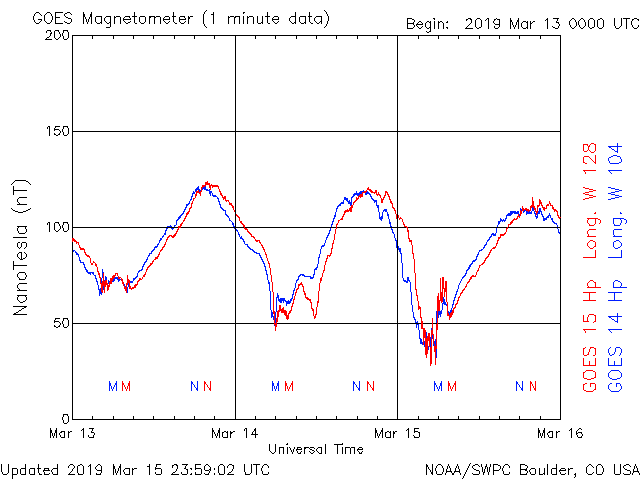 GOES Magnetometer (1 minute data)
Begin: 2019 Mar 13 0000 UTC
200
150
100
50
0
NanoTesla (nT)
M M N N M M N N M M N N
Mar 13 Mar 14 Mar 15 Mar 16
Universal Time
GOES 15 Hp Long. W 128
GOES 14 Hp Long. W 104
Updated 2019 Mar 15 23:59:02 UTC
NOAA/SWPC Boulder, CO USA